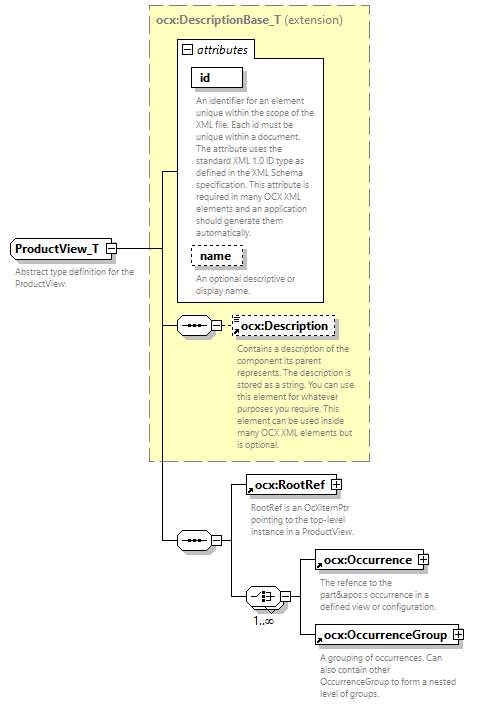 ocx:DescriptionBase_T (extension)
attributes
id
An identifier for an element
unique within the scope of the
XML file. Each id must be
unique within a document.
The attribute uses the
standard XML 1.0 ID type as
defined in the XML Schema
specification. This attribute is
required in many OCX XML
elements and an application
should generate them
automatically.
name
An optional descriptive or
display name.
ProductView_T
Abstract type definition for the
ProductView.
ocx:Description
Contains a description of the
component its parent
represents. The description is
stored as a string. You can use
this element for whatever
purposes you require. This
element can be used inside
many OCX XML elements but
is optional.
ocx:RootRef
RootRef is an OcXItemPtr
pointing to the top-level
instance in a ProductView.
ocx:Occurrence
The refence to the
part&apos;s occurrence in a
defined view or configuration.
1..∞
ocx:OccurrenceGroup
A grouping of occurrences. Can
also contain other
OccurrenceGroup to form a nested
level of groups.